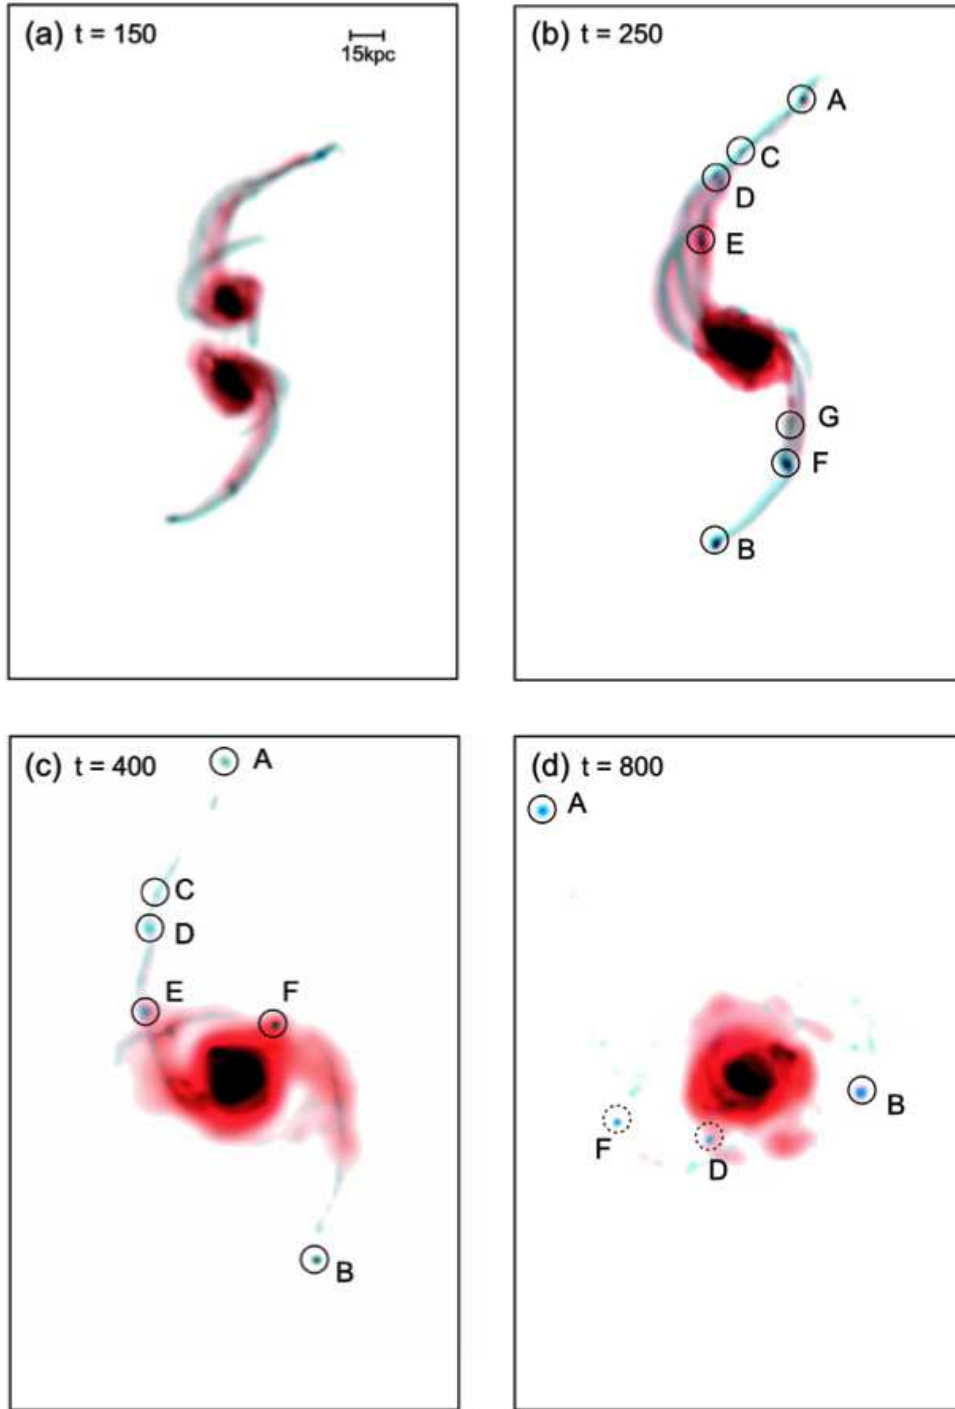 (a) t = 150
15kpc
(b) t = 250
A
C
D
E
G
F
B
(c) t = 400
A
C
D
E
F
B
(d) t = 800
A
B
F
D